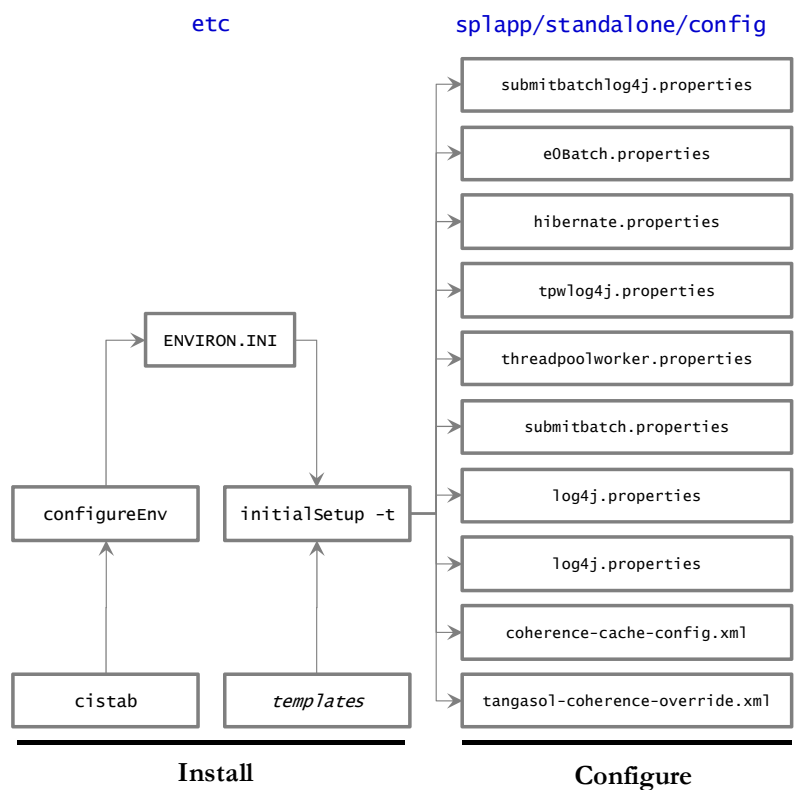 etc
splapp/standalone/config
submitbatchlog4j.properties
e0Batch.properties
hibernate.properties
tpwlog4j.properties
ENVIRON.INI
threadpoolworker.properties
submitbatch.properties
configureEnv
initialSetup -t
log4j.properties
log4j.properties
coherence-cache-config.xml
cistab
templates
tangasol-coherence-override.xml
Install
Configure